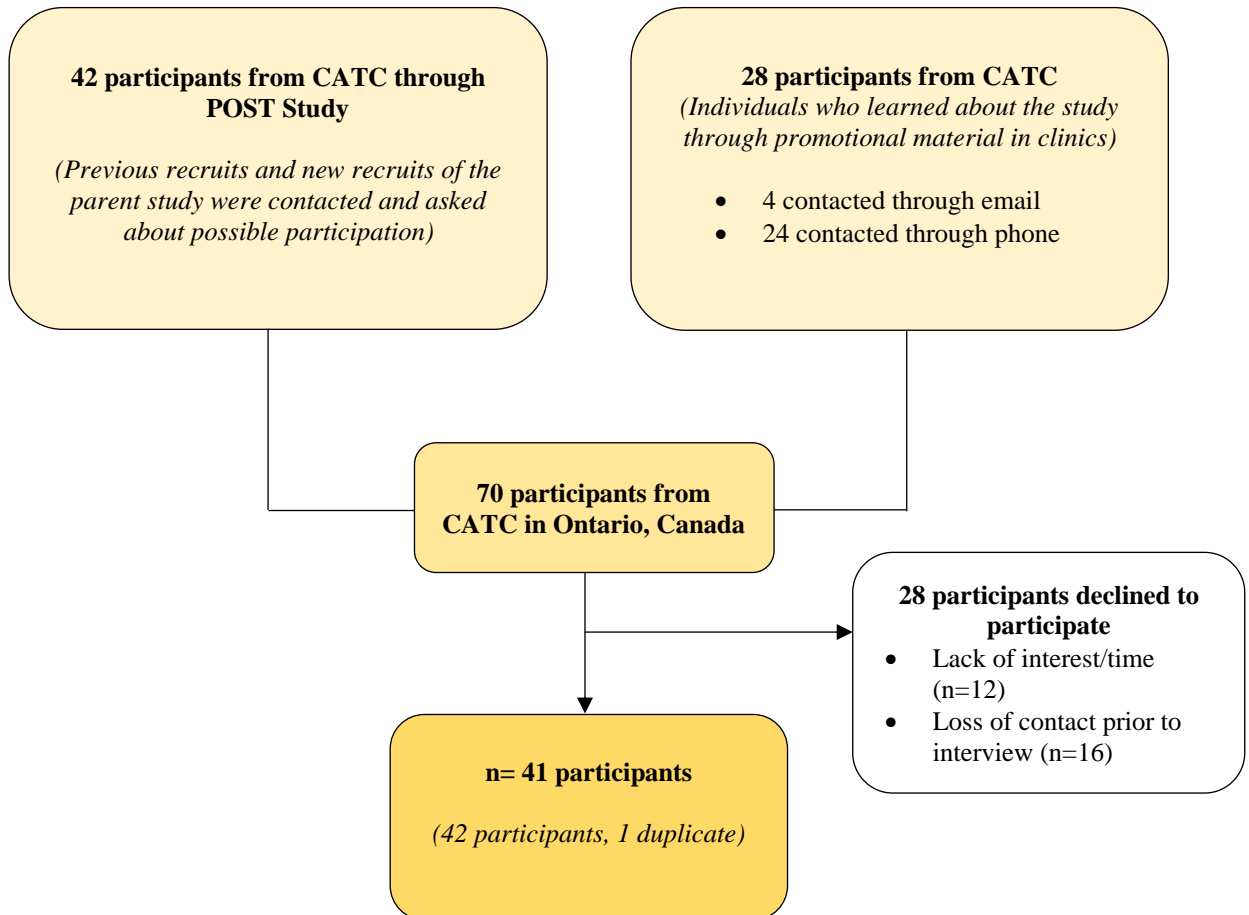 42 participants from CATC through
POST Study
(Previous recruits and new recruits of the
parent study were contacted and asked
about possible participation)
28 participants from CATC
(Individuals who learned about the study
through promotional material in clinics)
• 4 contacted through email
• 24 contacted through phone
70 participants from
CATC in Ontario, Canada
28 participants declined to
participate
• Lack of interest/time
(n=12)
• Loss of contact prior to
interview (n=16)
n= 41 participants
(42 participants, 1 duplicate)